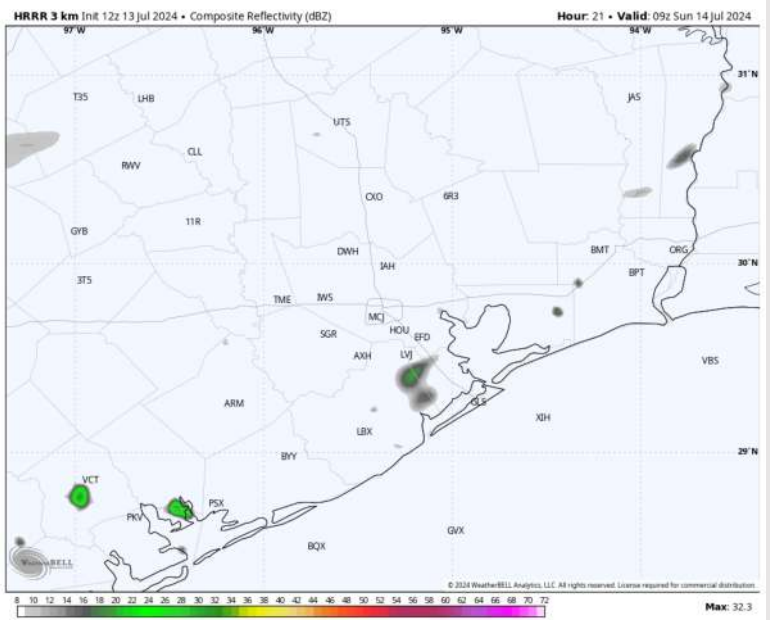 HRRR 3 km Init 12z 13 Jul 2024 • Composite Reflectivity (dBZ) Hour: 21 • Valid: 09z Sun 14 Jul 2024
97°W 96°W 95°W 94°W
31°N
T35 LHB JAS
UTS
CLL
RWV
CXO 6R3
11R
GYB
DWH BMT ORG
IAH 30°N
3T5 BPT
TME IWS
MCJ
SGR HOU EFD
AXH LVJ VBS
ARM GLS XIH
LBX
BYY 29°N
VCT
PSX
PKV
GVX
BQX
WEATHERBELL
© 2024 WeatherBELL Analytics, LLC. All rights reserved. License required for commercial distribution.
8 10 12 14 16 18 20 22 24 26 28 30 32 34 36 38 40 42 44 46 48 50 52 54 56 58 60 62 64 66 68 70 72 Max: 32.3